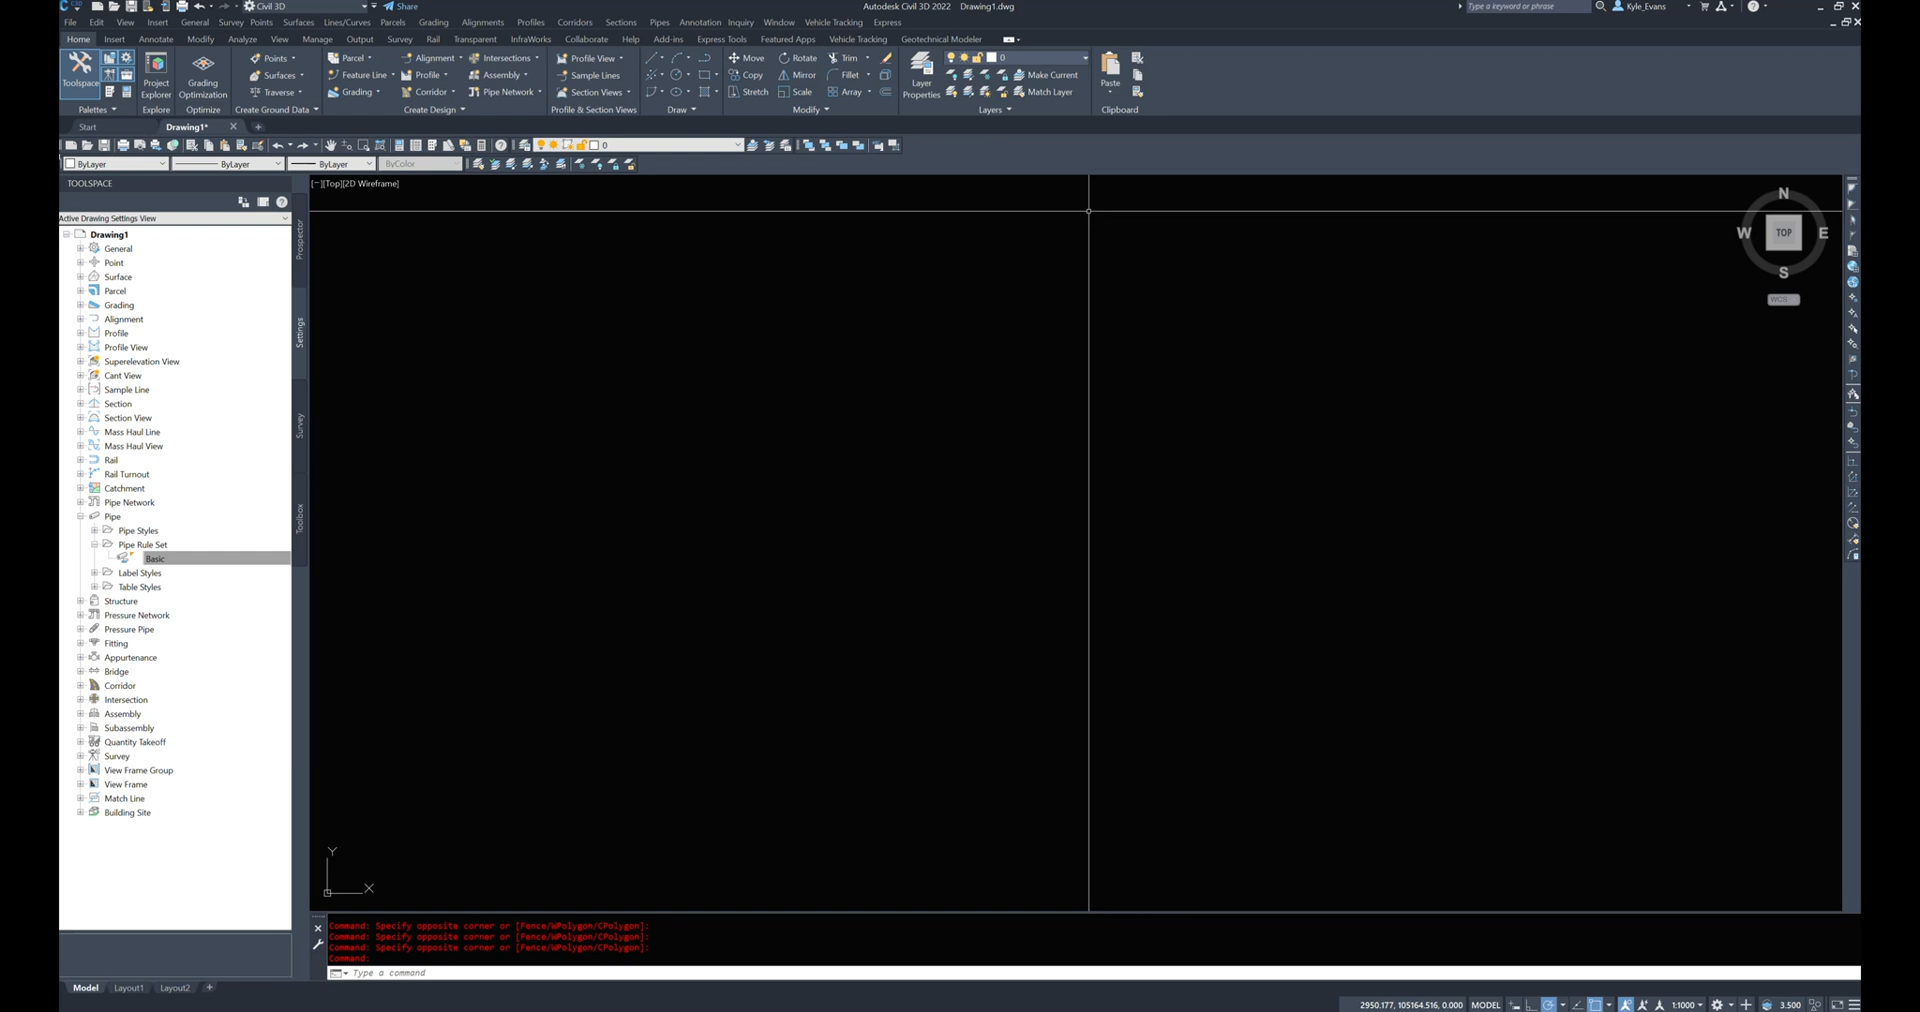 Civil 3D Share Autodesk Civil 3D 2022 Drawing1.dwg Type a keyword or phrase Kyle_Evans
File Edit View Insert General Survey Points Surfaces Lines/Curves Parcels Grading Alignments Profiles Corridors Sections Pipes Annotation Inquiry Window Vehicle Tracking Express
Home Insert Annotate Modify Analyze View Manage Output Survey Rail Transparent InfraWorks Collaborate Help Add-ins Express Tools Featured Apps Vehicle Tracking Geotechnical Modeler
Points Parcel Alignment Intersections Profile View Move Rotate Trim 0
Toolspace Project Explorer Grading Optimization Surfaces Feature Line Profile Assembly Sample Lines Copy Mirror Fillet Layer Properties Make Current Paste
Traverse Grading Corridor Pipe Network Section Views Stretch Scale Array Match Layer
Palettes Explore Optimize Create Ground Data Create Design Profile & Section Views Draw Modify Layers Clipboard
Start Drawing1*
0
ByLayer ByLayer ByLayer ByColor
TOOLSPACE
[−][Top][2D Wireframe]
Active Drawing Settings View
Drawing1
General
Point
Surface
Parcel
Grading
Alignment
Profile
Profile View
Superelevation View
Cant View
Sample Line
Section
Section View
Mass Haul Line
Mass Haul View
Rail
Rail Turnout
Catchment
Pipe Network
Pipe
Pipe Styles
Pipe Rule Set
Basic
Label Styles
Table Styles
Structure
Pressure Network
Pressure Pipe
Fitting
Appurtenance
Bridge
Corridor
Intersection
Assembly
Subassembly
Quantity Takeoff
Survey
View Frame Group
View Frame
Match Line
Building Site
Prospector
Settings
Survey
Toolbox
N
W TOP E
S
WCS
Y
X
Command: Specify opposite corner or [Fence/WPolygon/CPolygon]:
Command: Specify opposite corner or [Fence/WPolygon/CPolygon]:
Command: Specify opposite corner or [Fence/WPolygon/CPolygon]:
Command:
Type a command
Model Layout1 Layout2 +
2950.177, 105164.516, 0.000 MODEL 1:1000 3.500